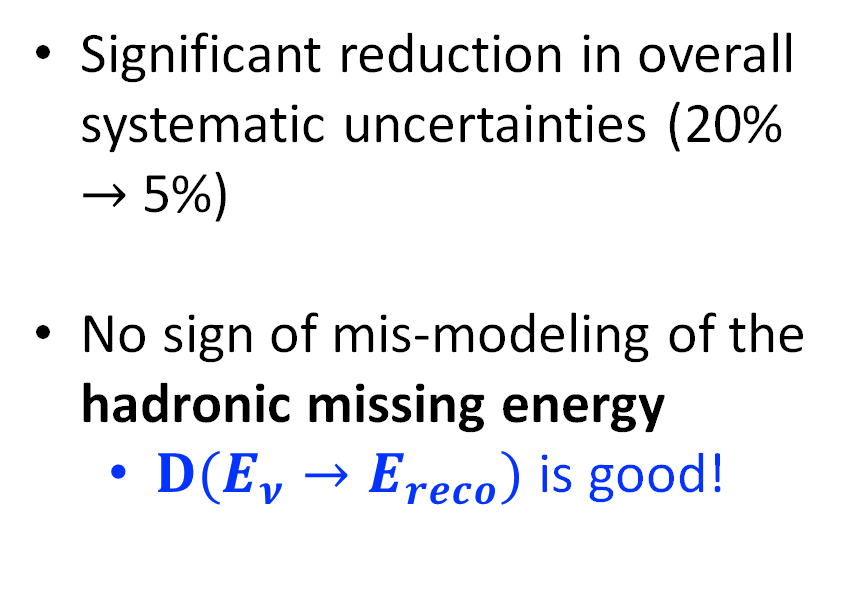 • Significant reduction in overall
systematic uncertainties (20%
→ 5%)
• No sign of mis-modeling of the
hadronic missing energy
• D(E_ν → E_reco) is good!